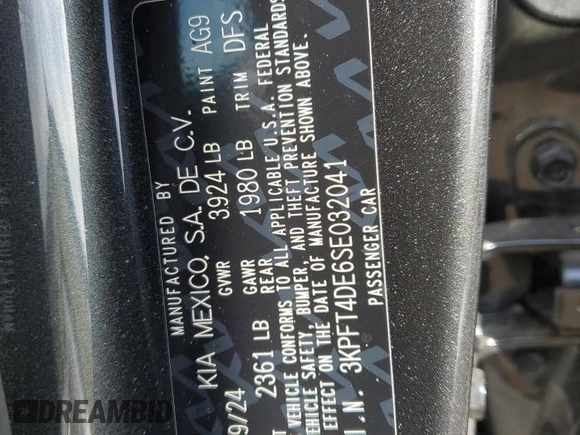 MANUFACTURED BY
KIA MEXICO, S.A. DE C.V.
9/24 GVWR 3924 LB PAINT AG9
2361 LB GAWR REAR 1980 LB TRIM DFS
VEHICLE CONFORMS TO ALL APPLICABLE U.S.A. FEDERAL
VEHICLE SAFETY, BUMPER, AND THEFT PREVENTION STANDARDS
EFFECT ON THE DATE OF MANUFACTURE SHOWN ABOVE.
I.N. 3KPFT4DE6SE032041
PASSENGER CAR
EPICVIN